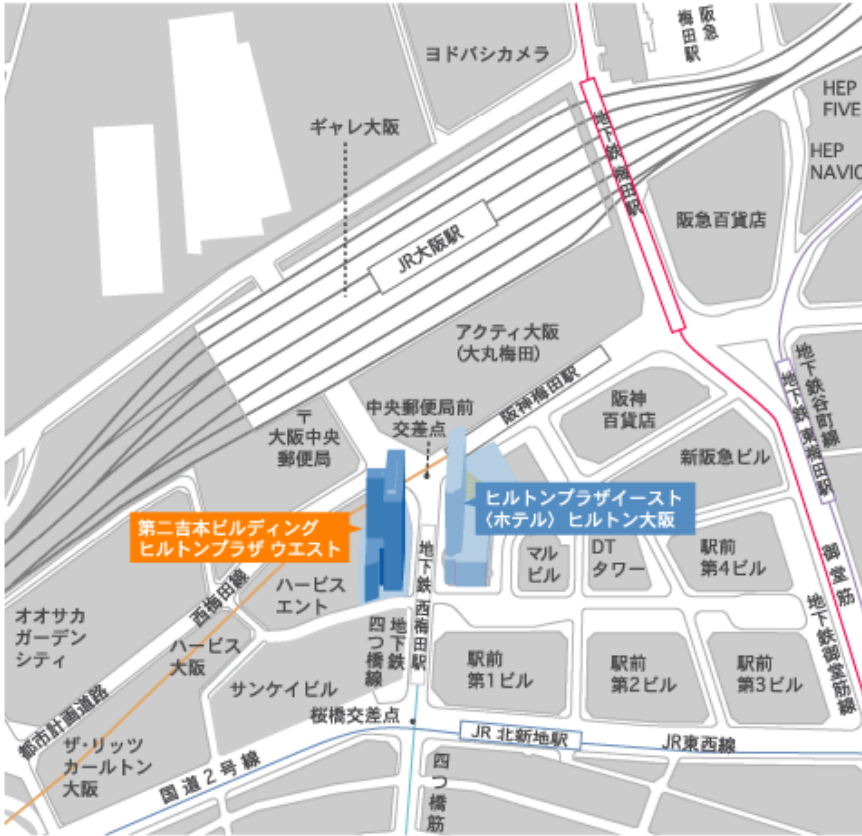 ヨドバシカメラ
阪急
梅田駅
HEP
FIVE
HEP
NAVIO
ギャレ大阪
地下鉄 梅田駅
阪急百貨店
JR大阪駅
アクティ大阪
(大丸梅田)
阪神梅田駅
阪神
百貨店
地下鉄谷町線
地下鉄 東梅田駅
中央郵便局前
交差点
〒
大阪中央
郵便局
新阪急ビル
ヒルトンプラザイースト
〈ホテル〉 ヒルトン大阪
第二吉本ビルディング
ヒルトンプラザ ウエスト
マル
ビル
DT
タワー
駅前
第4ビル
御堂筋
地下鉄御堂筋線
西梅田線
ハービス
エント
地下鉄 西梅田駅
地下鉄
四つ橋線
オオサカ
ガーデン
シティ
ハービス
大阪
サンケイビル
駅前
第1ビル
駅前
第2ビル
駅前
第3ビル
都市計画道路
桜橋交差点
JR 北新地駅
JR東西線
ザ・リッツ
カールトン
大阪
国道2号線
四つ橋筋